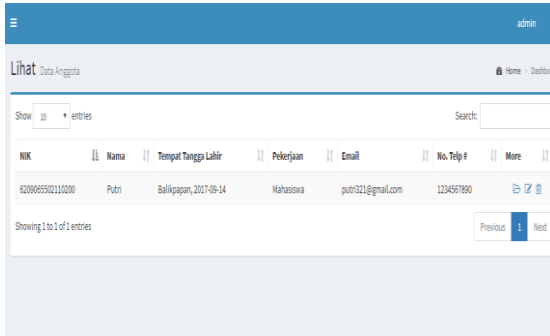 admin
Lihat Data Anggota Home > Dashbo
Show 10 entries Search:
NIK Nama Tempat Tangga Lahir Pekerjaan Email No. Telp # More
6209065502110200 Putri Balikpapan, 2017-09-14 Mahasiswa putri321@gmail.com 1234567890
Showing 1 to 1 of 1 entries Previous 1 Next